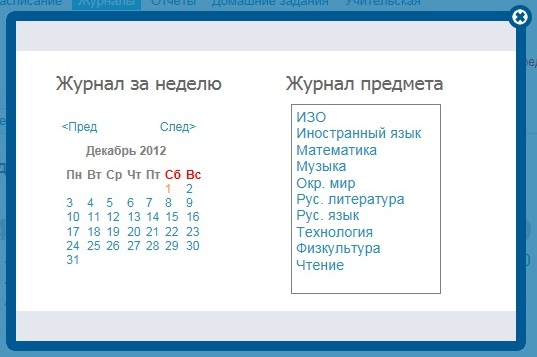 Журналы Отчеты Домашние задания Учительская
Журнал за неделю
<Пред След>
Декабрь 2012
Пн Вт Ср Чт Пт Сб Вс
1 2
3 4 5 6 7 8 9
10 11 12 13 14 15 16
17 18 19 20 21 22 23
24 25 26 27 28 29 30
31
Журнал предмета
ИЗО
Иностранный язык
Математика
Музыка
Окр. мир
Рус. литература
Рус. язык
Технология
Физкультура
Чтение